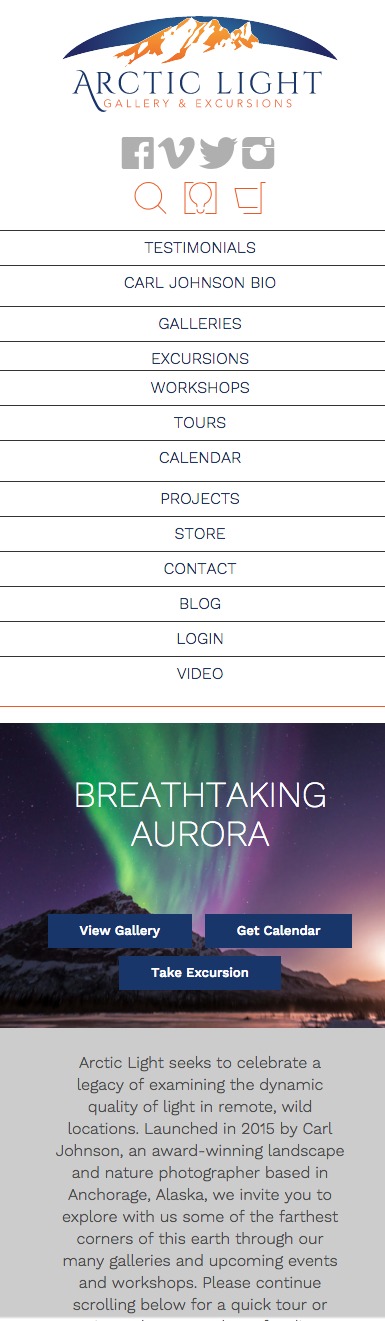 ARCTIC LIGHT
GALLERY & EXCURSIONS
TESTIMONIALS
CARL JOHNSON BIO
GALLERIES
EXCURSIONS
WORKSHOPS
TOURS
CALENDAR
PROJECTS
STORE
CONTACT
BLOG
LOGIN
VIDEO
BREATHTAKING
AURORA
View Gallery
Get Calendar
Take Excursion
Arctic Light seeks to celebrate a
legacy of examining the dynamic
quality of light in remote, wild
locations. Launched in 2015 by Carl
Johnson, an award-winning landscape
and nature photographer based in
Anchorage, Alaska, we invite you to
explore with us some of the farthest
corners of this earth through our
many galleries and upcoming events
and workshops. Please continue
scrolling below for a quick tour or